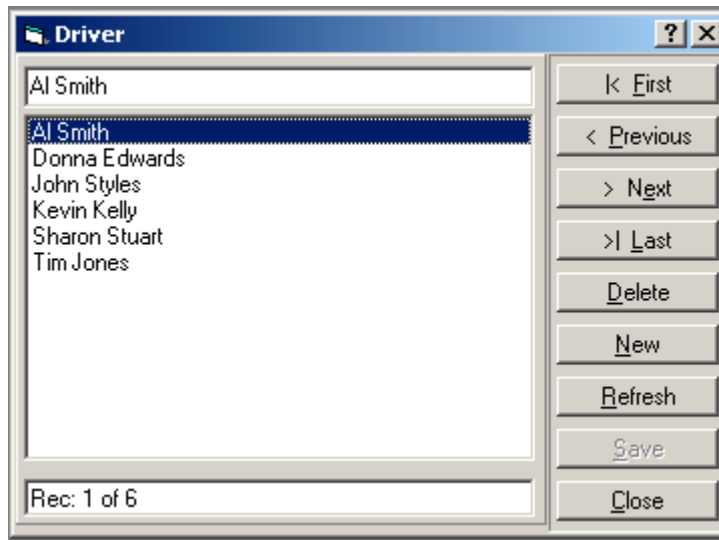 Driver
Al Smith
Al Smith
Donna Edwards
John Styles
Kevin Kelly
Sharon Stuart
Tim Jones
Rec: 1 of 6
|< First
< Previous
> Next
>| Last
Delete
New
Refresh
Save
Close